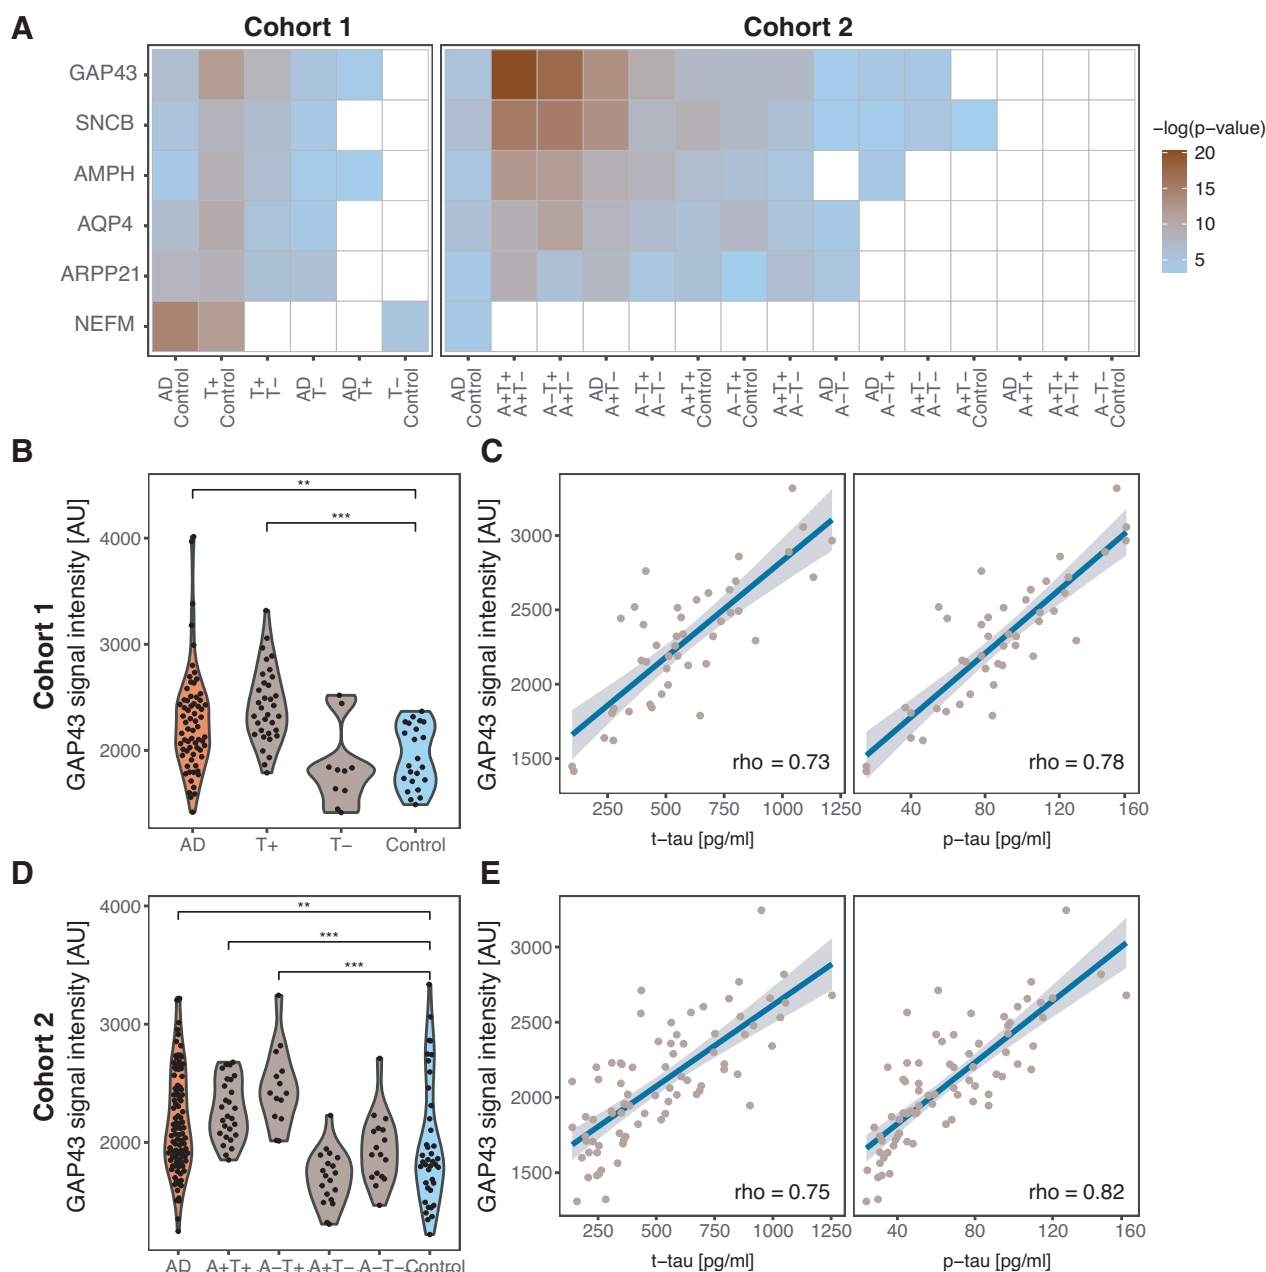 A
Cohort 1
Cohort 2
GAP43
SNCB
AMPH
AQP4
ARPP21
NEFM
−log(p−value)
20
15
10
5
AD
Control
T+
Control
T+
T−
AD
T−
AD
T+
T−
Control
AD
Control
A+T+
A+T−
A−T+
A+T−
AD
A+T−
A−T+
A−T−
A+T+
Control
A−T+
Control
A+T+
A−T−
AD
A−T−
AD
A−T+
A+T−
A−T−
A+T−
Control
AD
A+T+
A+T+
A−T+
A−T−
Control
B
Cohort 1
GAP43 signal intensity [AU]
4000
3000
2000
**
***
AD
T+
T−
Control
C
GAP43 signal intensity [AU]
3000
2500
2000
1500
rho = 0.73
rho = 0.78
250
500
750
1000
1250
40
80
120
160
t−tau [pg/ml]
p−tau [pg/ml]
D
Cohort 2
GAP43 signal intensity [AU]
4000
3000
2000
**
***
***
AD
A+T+
A−T+
A+T−
A−T−
Control
E
GAP43 signal intensity [AU]
3000
2500
2000
1500
rho = 0.75
rho = 0.82
250
500
750
1000
1250
40
80
120
160
t−tau [pg/ml]
p−tau [pg/ml]